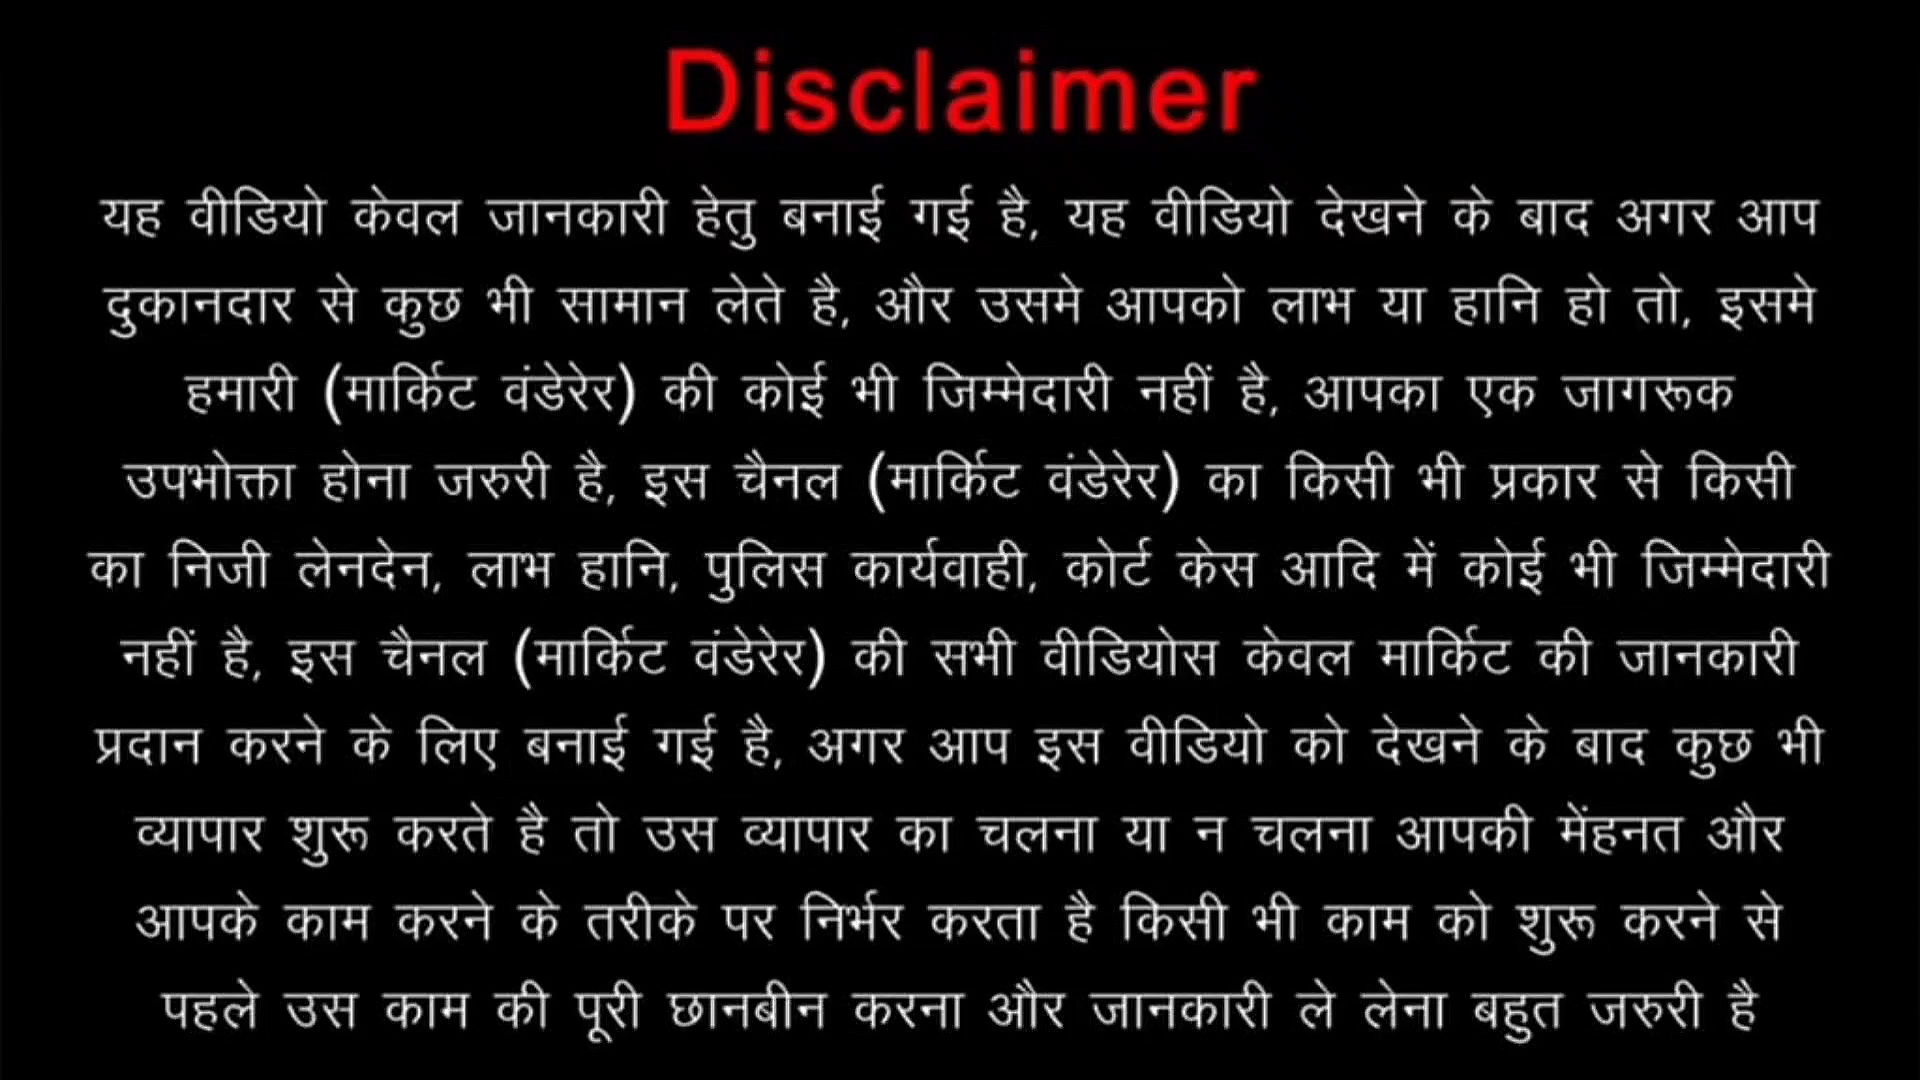 Disclaimer
यह वीडियो केवल जानकारी हेतु बनाई गई है, यह वीडियो देखने के बाद अगर आप
दुकानदार से कुछ भी सामान लेते है, और उसमे आपको लाभ या हानि हो तो, इसमे
हमारी (मार्किट वंडेरेर) की कोई भी जिम्मेदारी नहीं है, आपका एक जागरूक
उपभोक्ता होना जरुरी है, इस चैनल (मार्किट वंडेरेर) का किसी भी प्रकार से किसी
का निजी लेनदेन, लाभ हानि, पुलिस कार्यवाही, कोर्ट केस आदि में कोई भी जिम्मेदारी
नहीं है, इस चैनल (मार्किट वंडेरेर) की सभी वीडियोस केवल मार्किट की जानकारी
प्रदान करने के लिए बनाई गई है, अगर आप इस वीडियो को देखने के बाद कुछ भी
व्यापार शुरू करते है तो उस व्यापार का चलना या न चलना आपकी मेंहनत और
आपके काम करने के तरीके पर निर्भर करता है किसी भी काम को शुरू करने से
पहले उस काम की पूरी छानबीन करना और जानकारी ले लेना बहुत जरुरी है